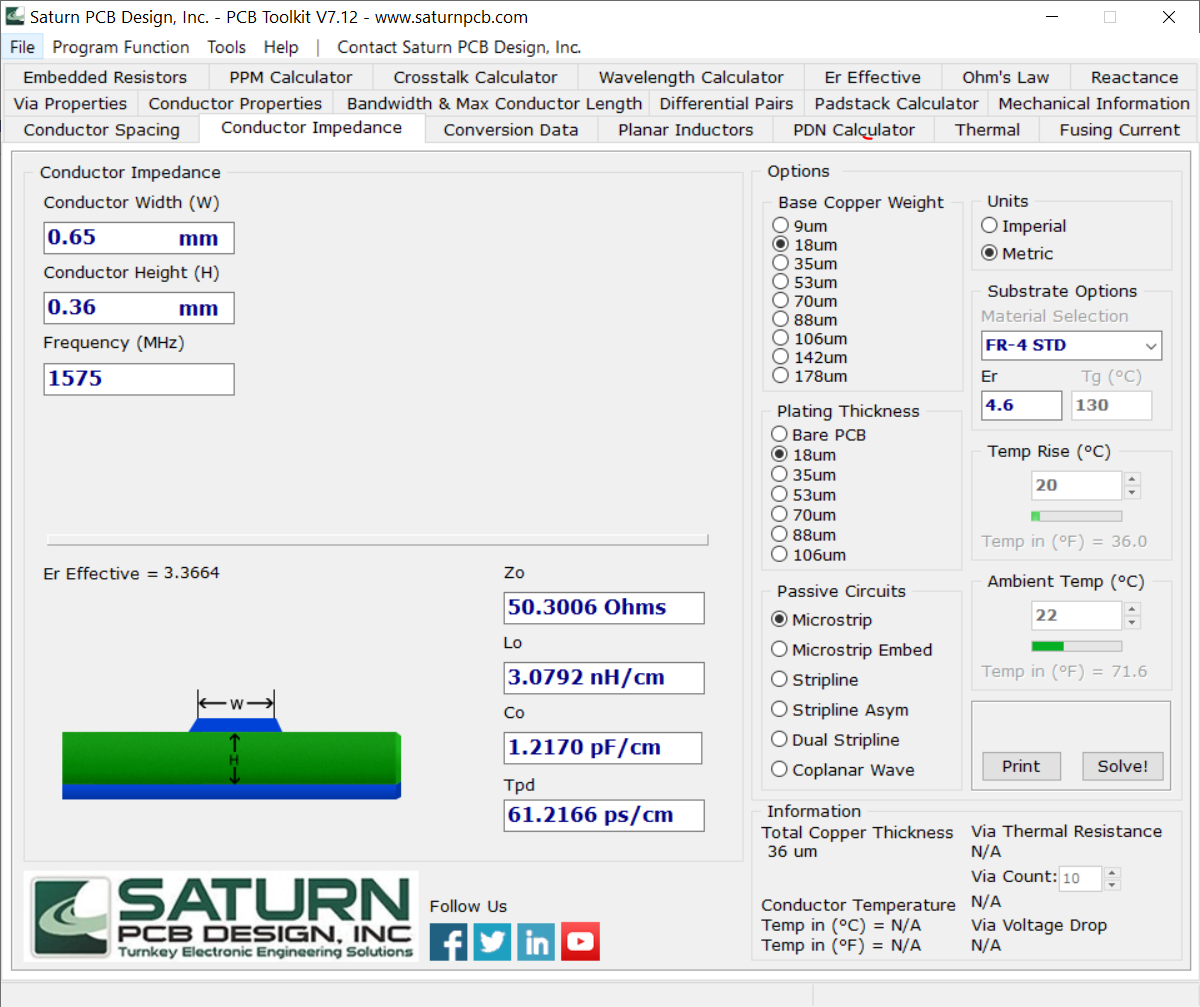 Saturn PCB Design, Inc. - PCB Toolkit V7.12 - www.saturnpcb.com
File Program Function Tools Help | Contact Saturn PCB Design, Inc.
Embedded Resistors PPM Calculator Crosstalk Calculator Wavelength Calculator Er Effective Ohm's Law Reactance
Via Properties Conductor Properties Bandwidth & Max Conductor Length Differential Pairs Padstack Calculator Mechanical Information
Conductor Spacing Conductor Impedance Conversion Data Planar Inductors PDN Calculator Thermal Fusing Current
Conductor Impedance
Conductor Width (W)
0.65 mm
Conductor Height (H)
0.36 mm
Frequency (MHz)
1575
Er Effective = 3.3664
W
H
Zo
50.3006 Ohms
Lo
3.0792 nH/cm
Co
1.2170 pF/cm
Tpd
61.2166 ps/cm
Options
Base Copper Weight
9um
18um
35um
53um
70um
88um
106um
142um
178um
Plating Thickness
Bare PCB
18um
35um
53um
70um
88um
106um
Passive Circuits
Microstrip
Microstrip Embed
Stripline
Stripline Asym
Dual Stripline
Coplanar Wave
Units
Imperial
Metric
Substrate Options
Material Selection
FR-4 STD
Er Tg (°C)
4.6 130
Temp Rise (°C)
20
Temp in (°F) = 36.0
Ambient Temp (°C)
22
Temp in (°F) = 71.6
Print Solve!
Information
Total Copper Thickness
36 um
Conductor Temperature
Temp in (°C) = N/A
Temp in (°F) = N/A
Via Thermal Resistance
N/A
Via Count: 10
N/A
Via Voltage Drop
N/A
SATURN
PCB DESIGN, INC
Turnkey Electronic Engineering Solutions
Follow Us
f
in